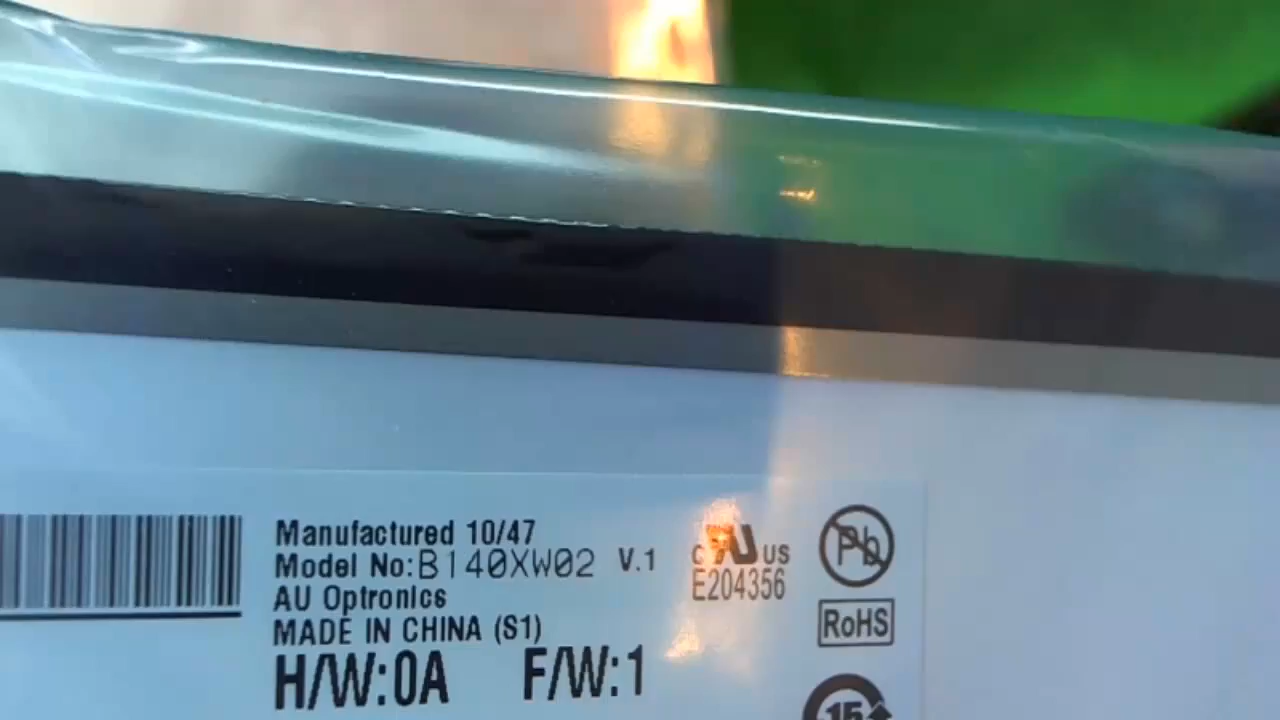 Manufactured 10/47
Model No:B140XW02 V.1
AU Optronics
MADE IN CHINA (S1)
H/W:0A F/W:1
c UL US
E204356
Pb
RoHS
15